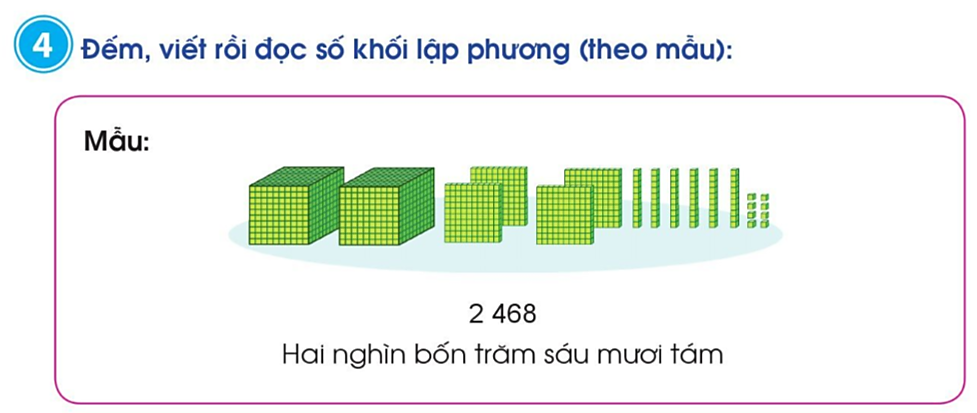 4 Đếm, viết rồi đọc số khối lập phương (theo mẫu):
Mẫu:
2 468
Hai nghìn bốn trăm sáu mươi tám